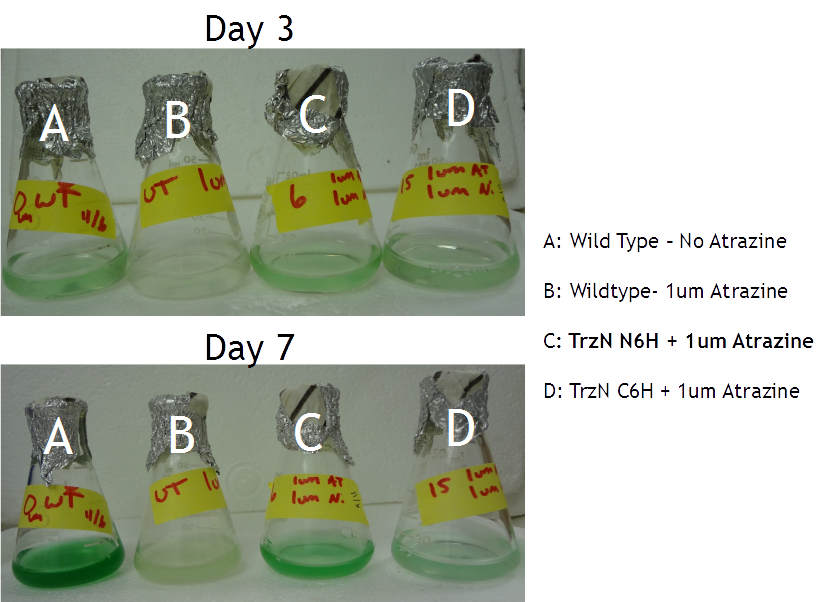 Day 3
A
B
C
D
WT
4/6
UT 1um
6
1um
1um
15 1um AT
1um N.
A: Wild Type – No Atrazine
B: Wildtype- 1um Atrazine
C: TrzN N6H + 1um Atrazine
D: TrzN C6H + 1um Atrazine
Day 7
A
B
C
D
WT
4/6
UT 1u
1um AT
1um N.
15 1um
1um